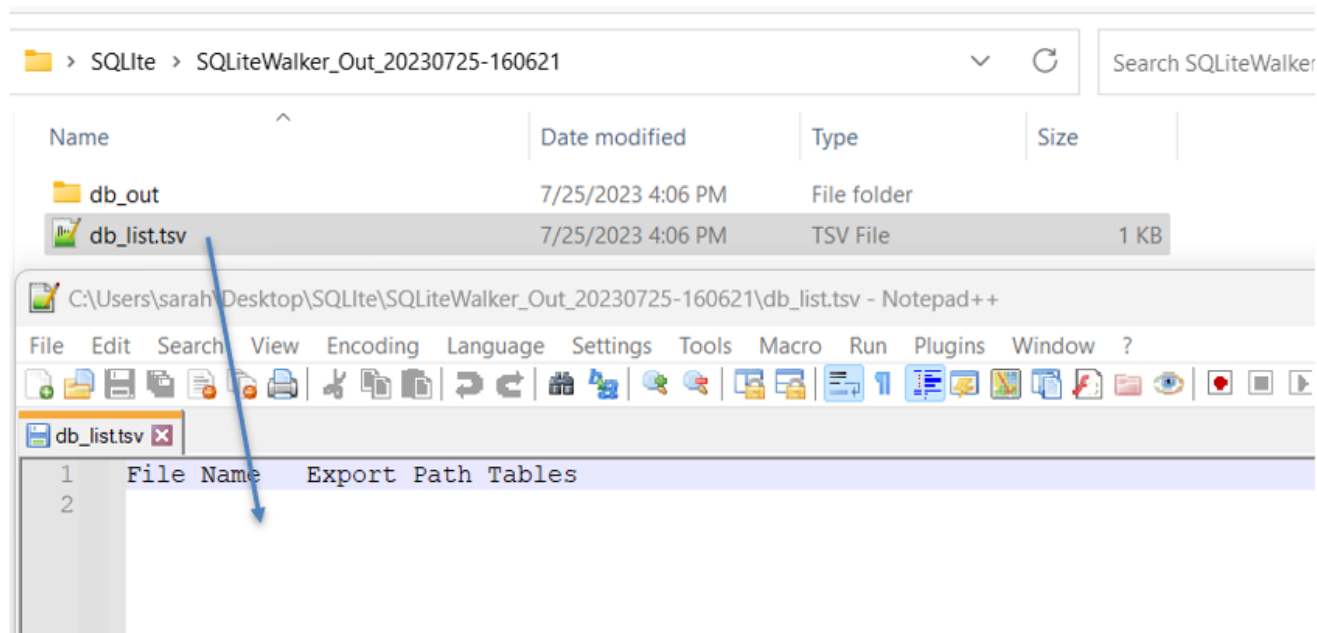 > SQLIte > SQLiteWalker_Out_20230725-160621 Search SQLiteWalker
Name Date modified Type Size
db_out 7/25/2023 4:06 PM File folder
db_list.tsv 7/25/2023 4:06 PM TSV File 1 KB
C:\Users\sarah\Desktop\SQLIte\SQLiteWalker_Out_20230725-160621\db_list.tsv - Notepad++
File Edit Search View Encoding Language Settings Tools Macro Run Plugins Window ?
db_list.tsv
1 File Name Export Path Tables
2